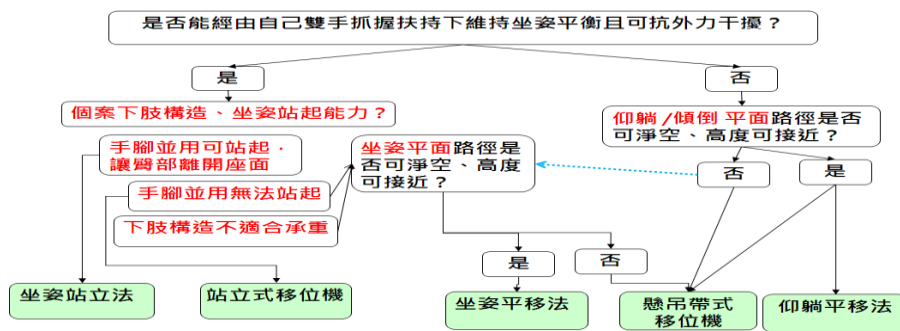 是否能經由自己雙手抓握扶持下維持坐姿平衡且可抗外力干擾？
是
否
個案下肢構造、坐姿站起能力？
仰躺/傾倒 平面路徑是否
可淨空、高度可接近？
手腳並用可站起，
讓臀部離開座面
坐姿平面路徑是
否可淨空、高度
可接近？
否
是
手腳並用無法站起
下肢構造不適合承重
是
否
坐姿站立法
站立式移位機
坐姿平移法
懸吊帶式
移位機
仰躺平移法